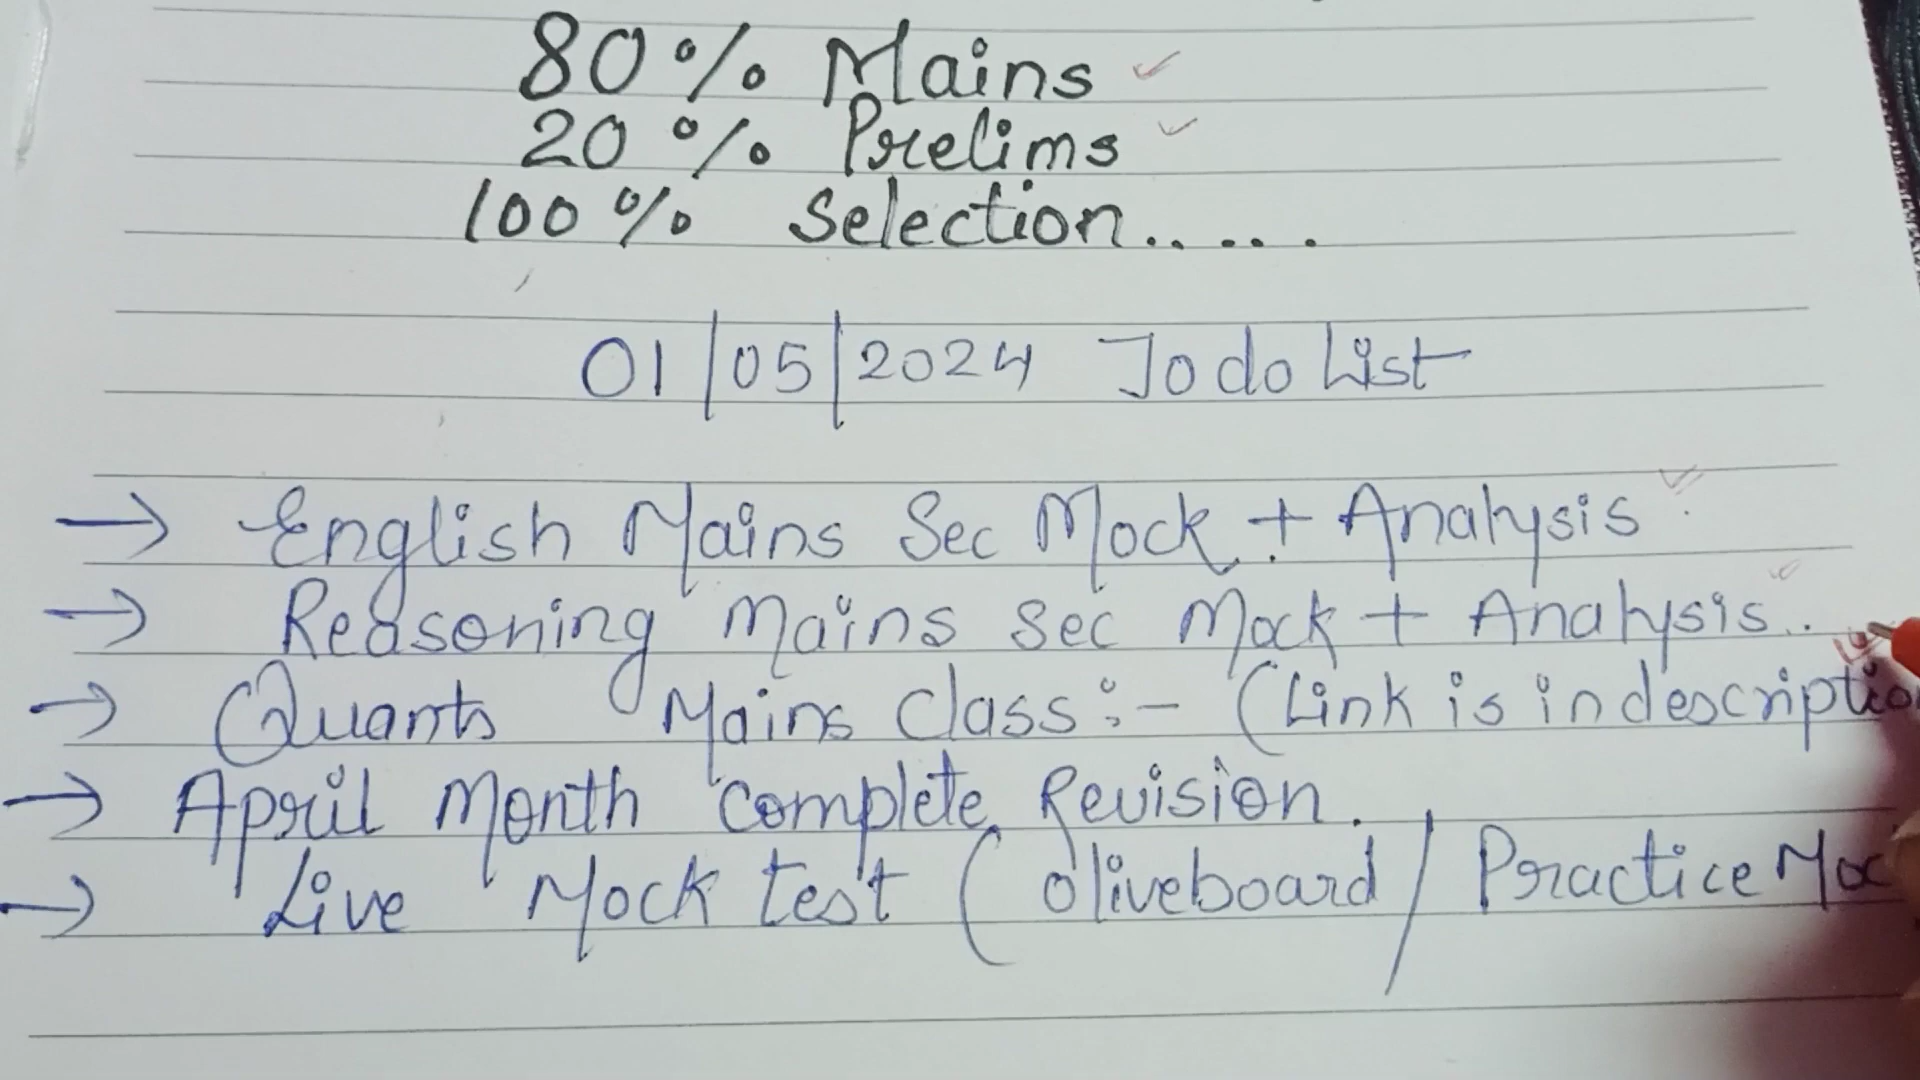 80% Mains
20% Prelims
100% Selection.....
01/05/2024 To do List
→ English Mains Sec Mock + Analysis
→ Reasoning Mains Sec Mock + Analysis..
→ Quants Mains Class:- (Link is in descriptio
→ April Month Complete Revision.
→ Live Mock test (Oliveboard / Practice Moc